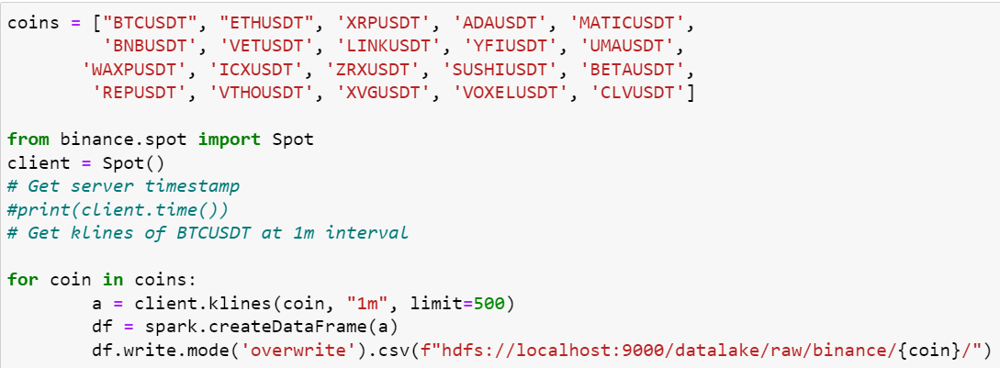 coins = ["BTCUSDT", "ETHUSDT", 'XRPUSDT', 'ADAUSDT', 'MATICUSDT',
'BNBUSDT', 'VETUSDT', 'LINKUSDT', 'YFIUSDT', 'UMAUSDT',
'WAXPUSDT', 'ICXUSDT', 'ZRXUSDT', 'SUSHIUSDT', 'BETAUSDT',
'REPUSDT', 'VTHOUSDT', 'XVGUSDT', 'VOXELUSDT', 'CLVUSDT']
from binance.spot import Spot
client = Spot()
# Get server timestamp
#print(client.time())
# Get klines of BTCUSDT at 1m interval
for coin in coins:
a = client.klines(coin, "1m", limit=500)
df = spark.createDataFrame(a)
df.write.mode('overwrite').csv(f"hdfs://localhost:9000/datalake/raw/binance/{coin}/")